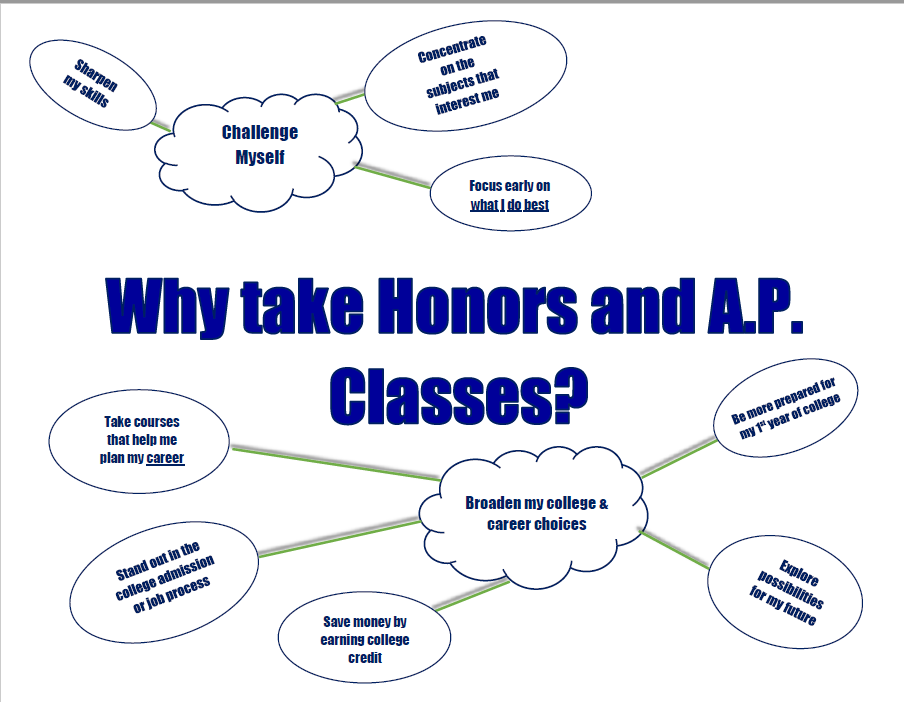 Sharpen
my skills
Challenge
Myself
Concentrate
on the
subjects that
interest me
Focus early on
what I do best
Why take Honors and A.P.
Classes?
Take courses
that help me
plan my career
Be more prepared for
my 1st year of college
Broaden my college &
career choices
Stand out in the
college admission
or job process
Explore
possibilities
for my future
Save money by
earning college
credit